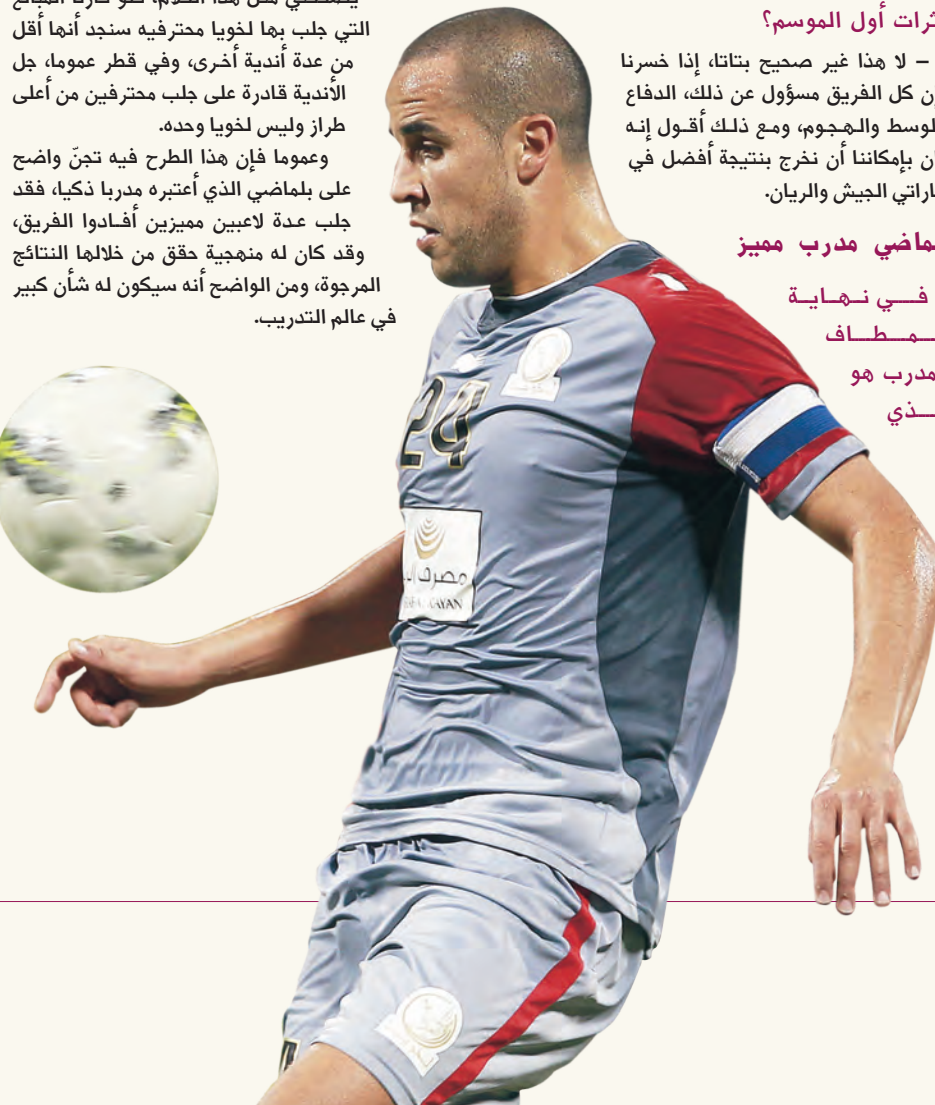 ثرات أول الموسم؟
– لا هذا غير صحيح بتاتا، إذا خسرنا
ن كل الفريق مسؤول عن ذلك، الدفاع
لوسط والهجوم، ومع ذلك أقول إنه
ان بإمكاننا أن نخرج بنتيجة أفضل في
باراتي الجيش والريان.
لماضي مدرب مميز
في نهاية
مطاف
مدرب هو
ـذي
التي جلب بها لخويا محترفيه سنجد أنها أقل
من عدة أندية أخرى، وفي قطر عموما، جل
الأندية قادرة على جلب محترفين من أعلى
طراز وليس لخويا وحده.
وعموما فإن هذا الطرح فيه تجنّ واضح
على بلماضي الذي أعتبره مدربا ذكيا، فقد
جلب عدة لاعبين مميزين أفادوا الفريق،
وقد كان له منهجية حقق من خلالها النتائج
المرجوة، ومن الواضح أنه سيكون له شأن كبير
في عالم التدريب.
24
مصرف
RAYAN